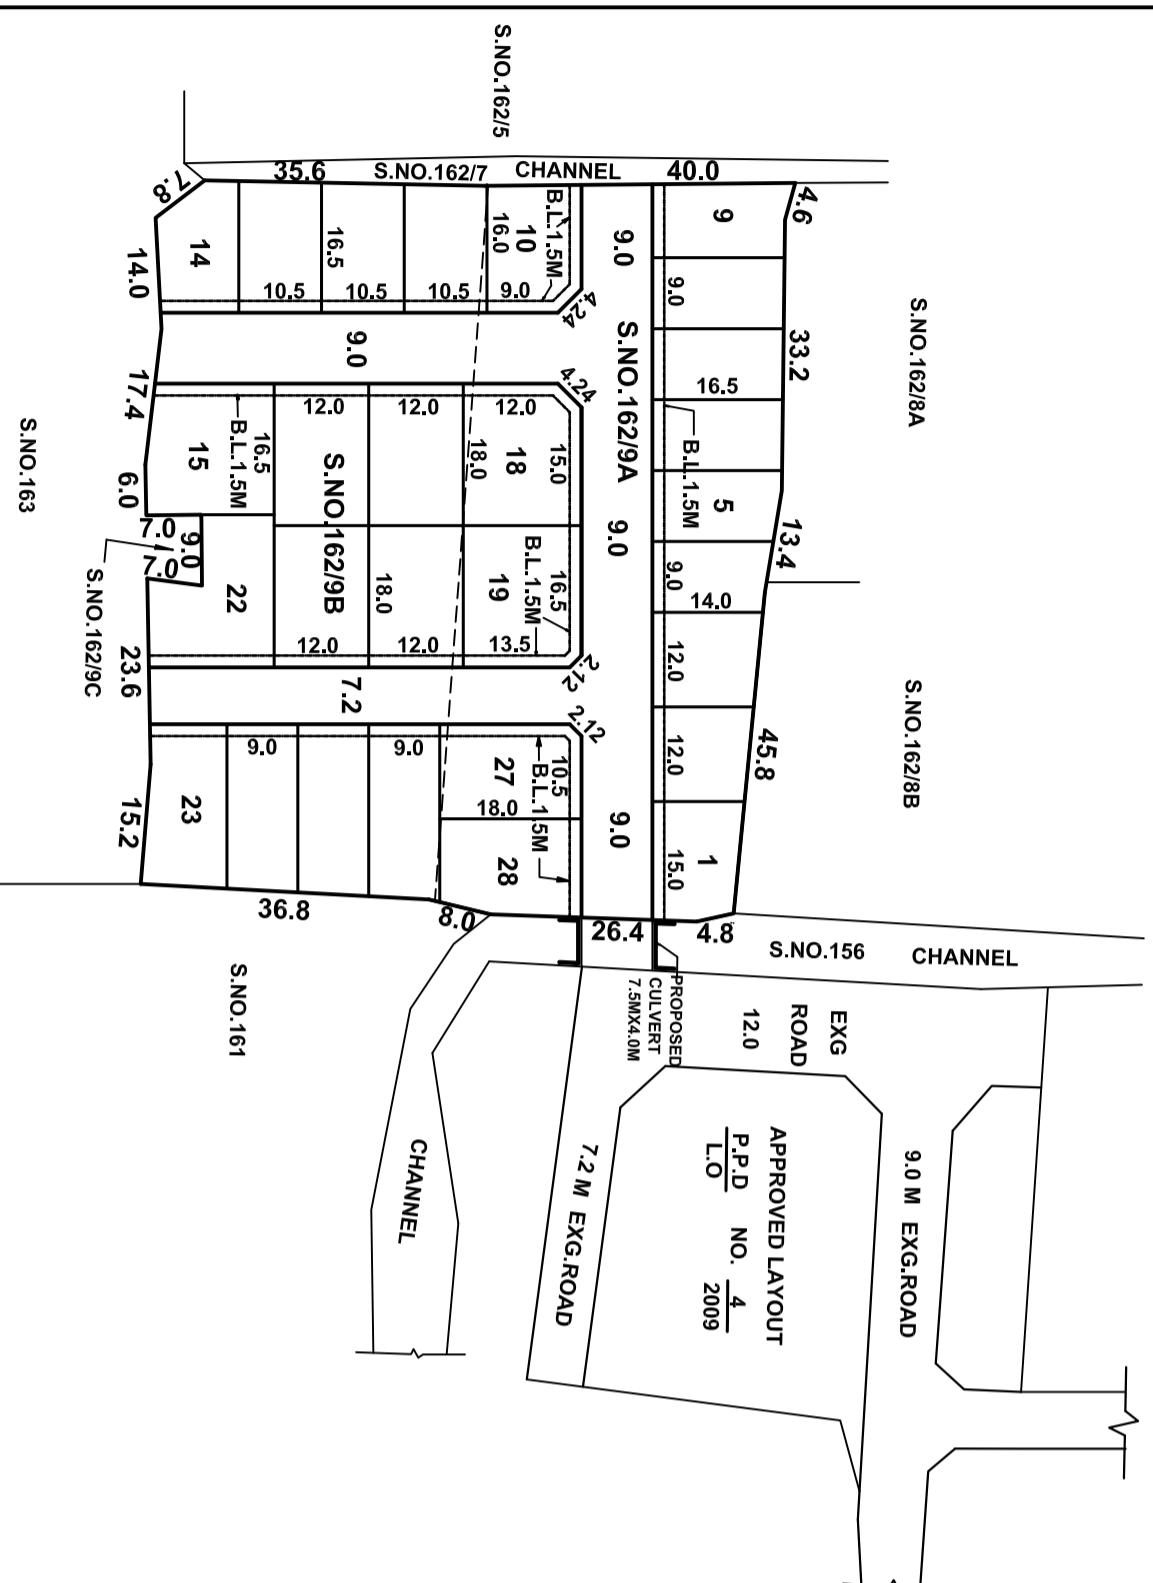 S.NO.162/5
S.NO.162/7 CHANNEL
35.6
40.0
4.6
7.8
14.0
17.4
6.0
7.0
9.0
7.0
23.6
15.2
36.8
8.0
26.4
4.8
45.8
13.4
33.2
S.NO.162/8A
S.NO.162/8B
S.NO.163
S.NO.162/9C
S.NO.161
9
9.0
16.5
B.L.1.5M
5
9.0
14.0
12.0
12.0
1
15.0
9.0
S.NO.162/9A
9.0
9.0
B.L.1.5M
10
16.0
9.0
4.24
16.5
10.5
10.5
10.5
14
9.0
4.24
12.0
12.0
12.0
15.0
18
18.0
16.5
B.L.1.5M
15
S.NO.162/9B
18.0
B.L.1.5M
16.5
19
13.5
12.0
12.0
22
2.12
7.2
2.12
9.0
9.0
10.5
B.L.1.5M
27
18.0
28
23
S.NO.156 CHANNEL
PROPOSED
CULVERT
7.5MX4.0M
EXG
ROAD
12.0
APPROVED LAYOUT
P.P.D NO. 4
L.O 2009
9.0 M EXG.ROAD
7.2 M EXG.ROAD
CHANNEL